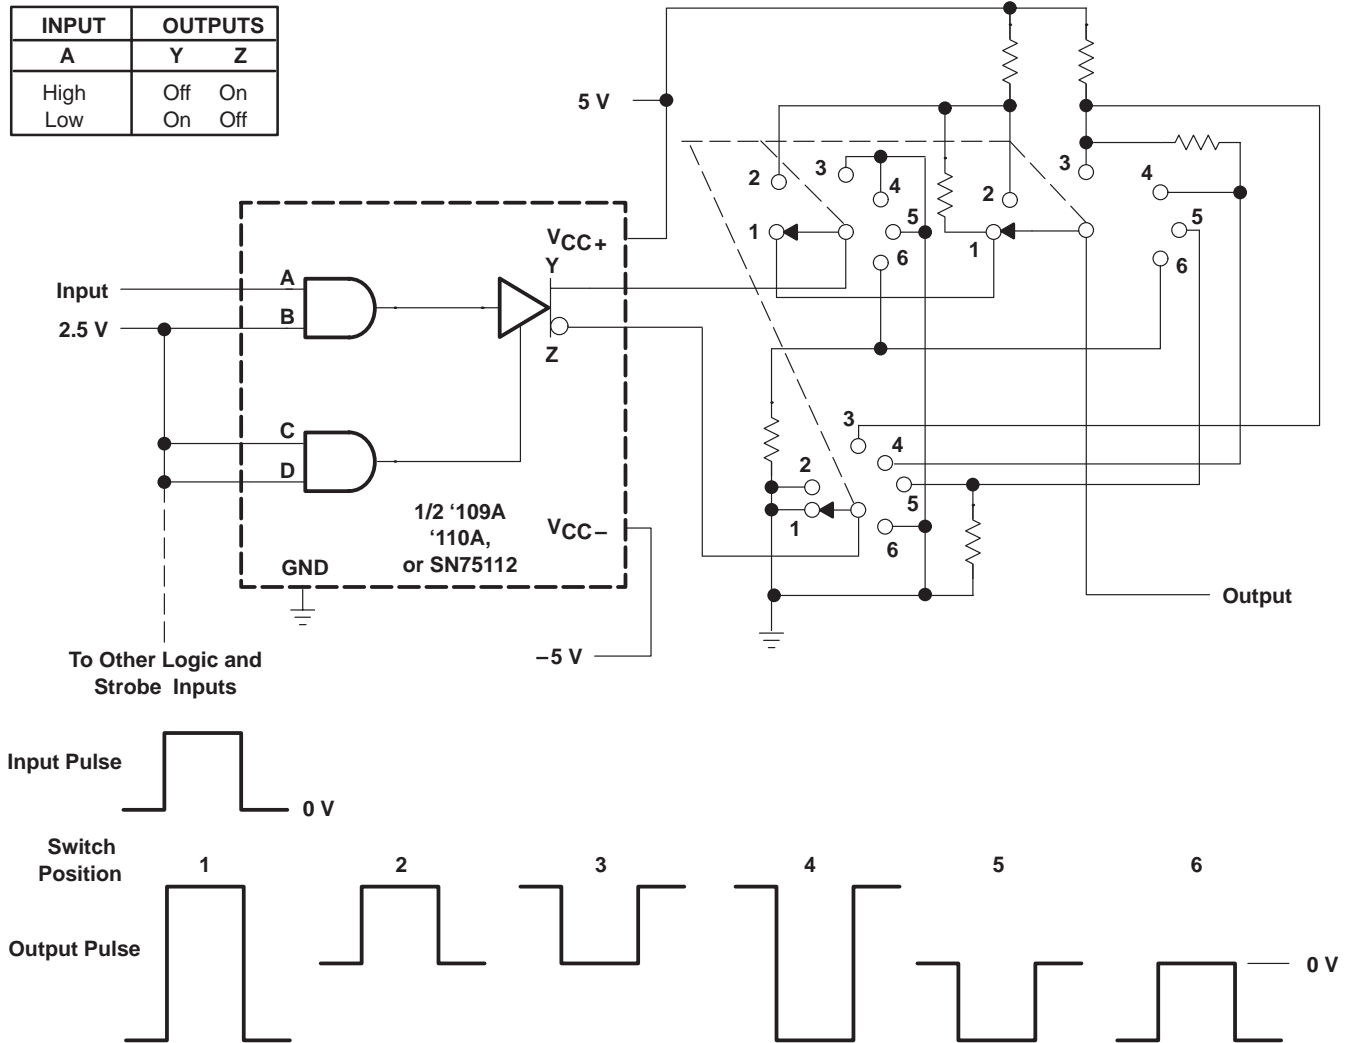 INPUT OUTPUTS
A Y Z
High Off On
Low On Off
5 V
2 3 4 5 6 1
2 1 3 4 5 6
VCC+
Y
Input A
2.5 V B
Z
C
D
3 4 2 5 1 6
1/2 ‘109A
‘110A,
or SN75112
VCC–
GND
Output
–5 V
To Other Logic and
Strobe Inputs
Input Pulse
0 V
Switch
Position
1 2 3 4 5 6
Output Pulse
0 V